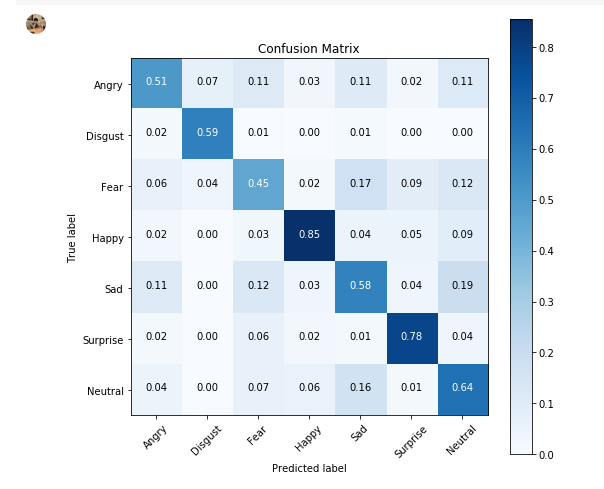 Confusion Matrix
Angry 0.51 0.07 0.11 0.03 0.11 0.02 0.11
Disgust 0.02 0.59 0.01 0.00 0.01 0.00 0.00
Fear 0.06 0.04 0.45 0.02 0.17 0.09 0.12
Happy 0.02 0.00 0.03 0.85 0.04 0.05 0.09
Sad 0.11 0.00 0.12 0.03 0.58 0.04 0.19
Surprise 0.02 0.00 0.06 0.02 0.01 0.78 0.04
Neutral 0.04 0.00 0.07 0.06 0.16 0.01 0.64
True label
Angry Disgust Fear Happy Sad Surprise Neutral
Predicted label
0.8
0.7
0.6
0.5
0.4
0.3
0.2
0.1
0.0